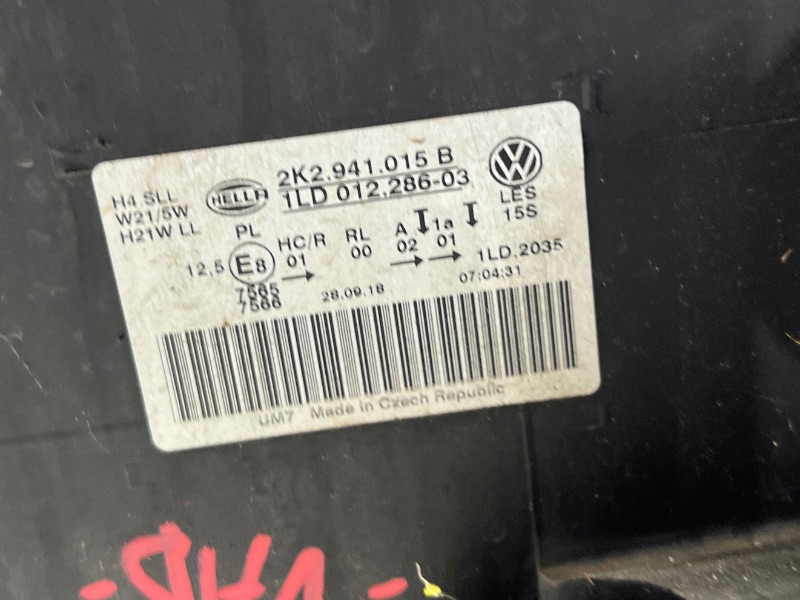 H4.SLL
W21/5W
H21W LL
HELLA
2K2.941.015 B
1LD 012.286-03
VW
LES
15S
PL
HC/R RL A 1a
12,5 E8 01 00 02 01
1LD.2035
7565
7566
28.09.18
07:04:31
UM7 Made in Czech Republic